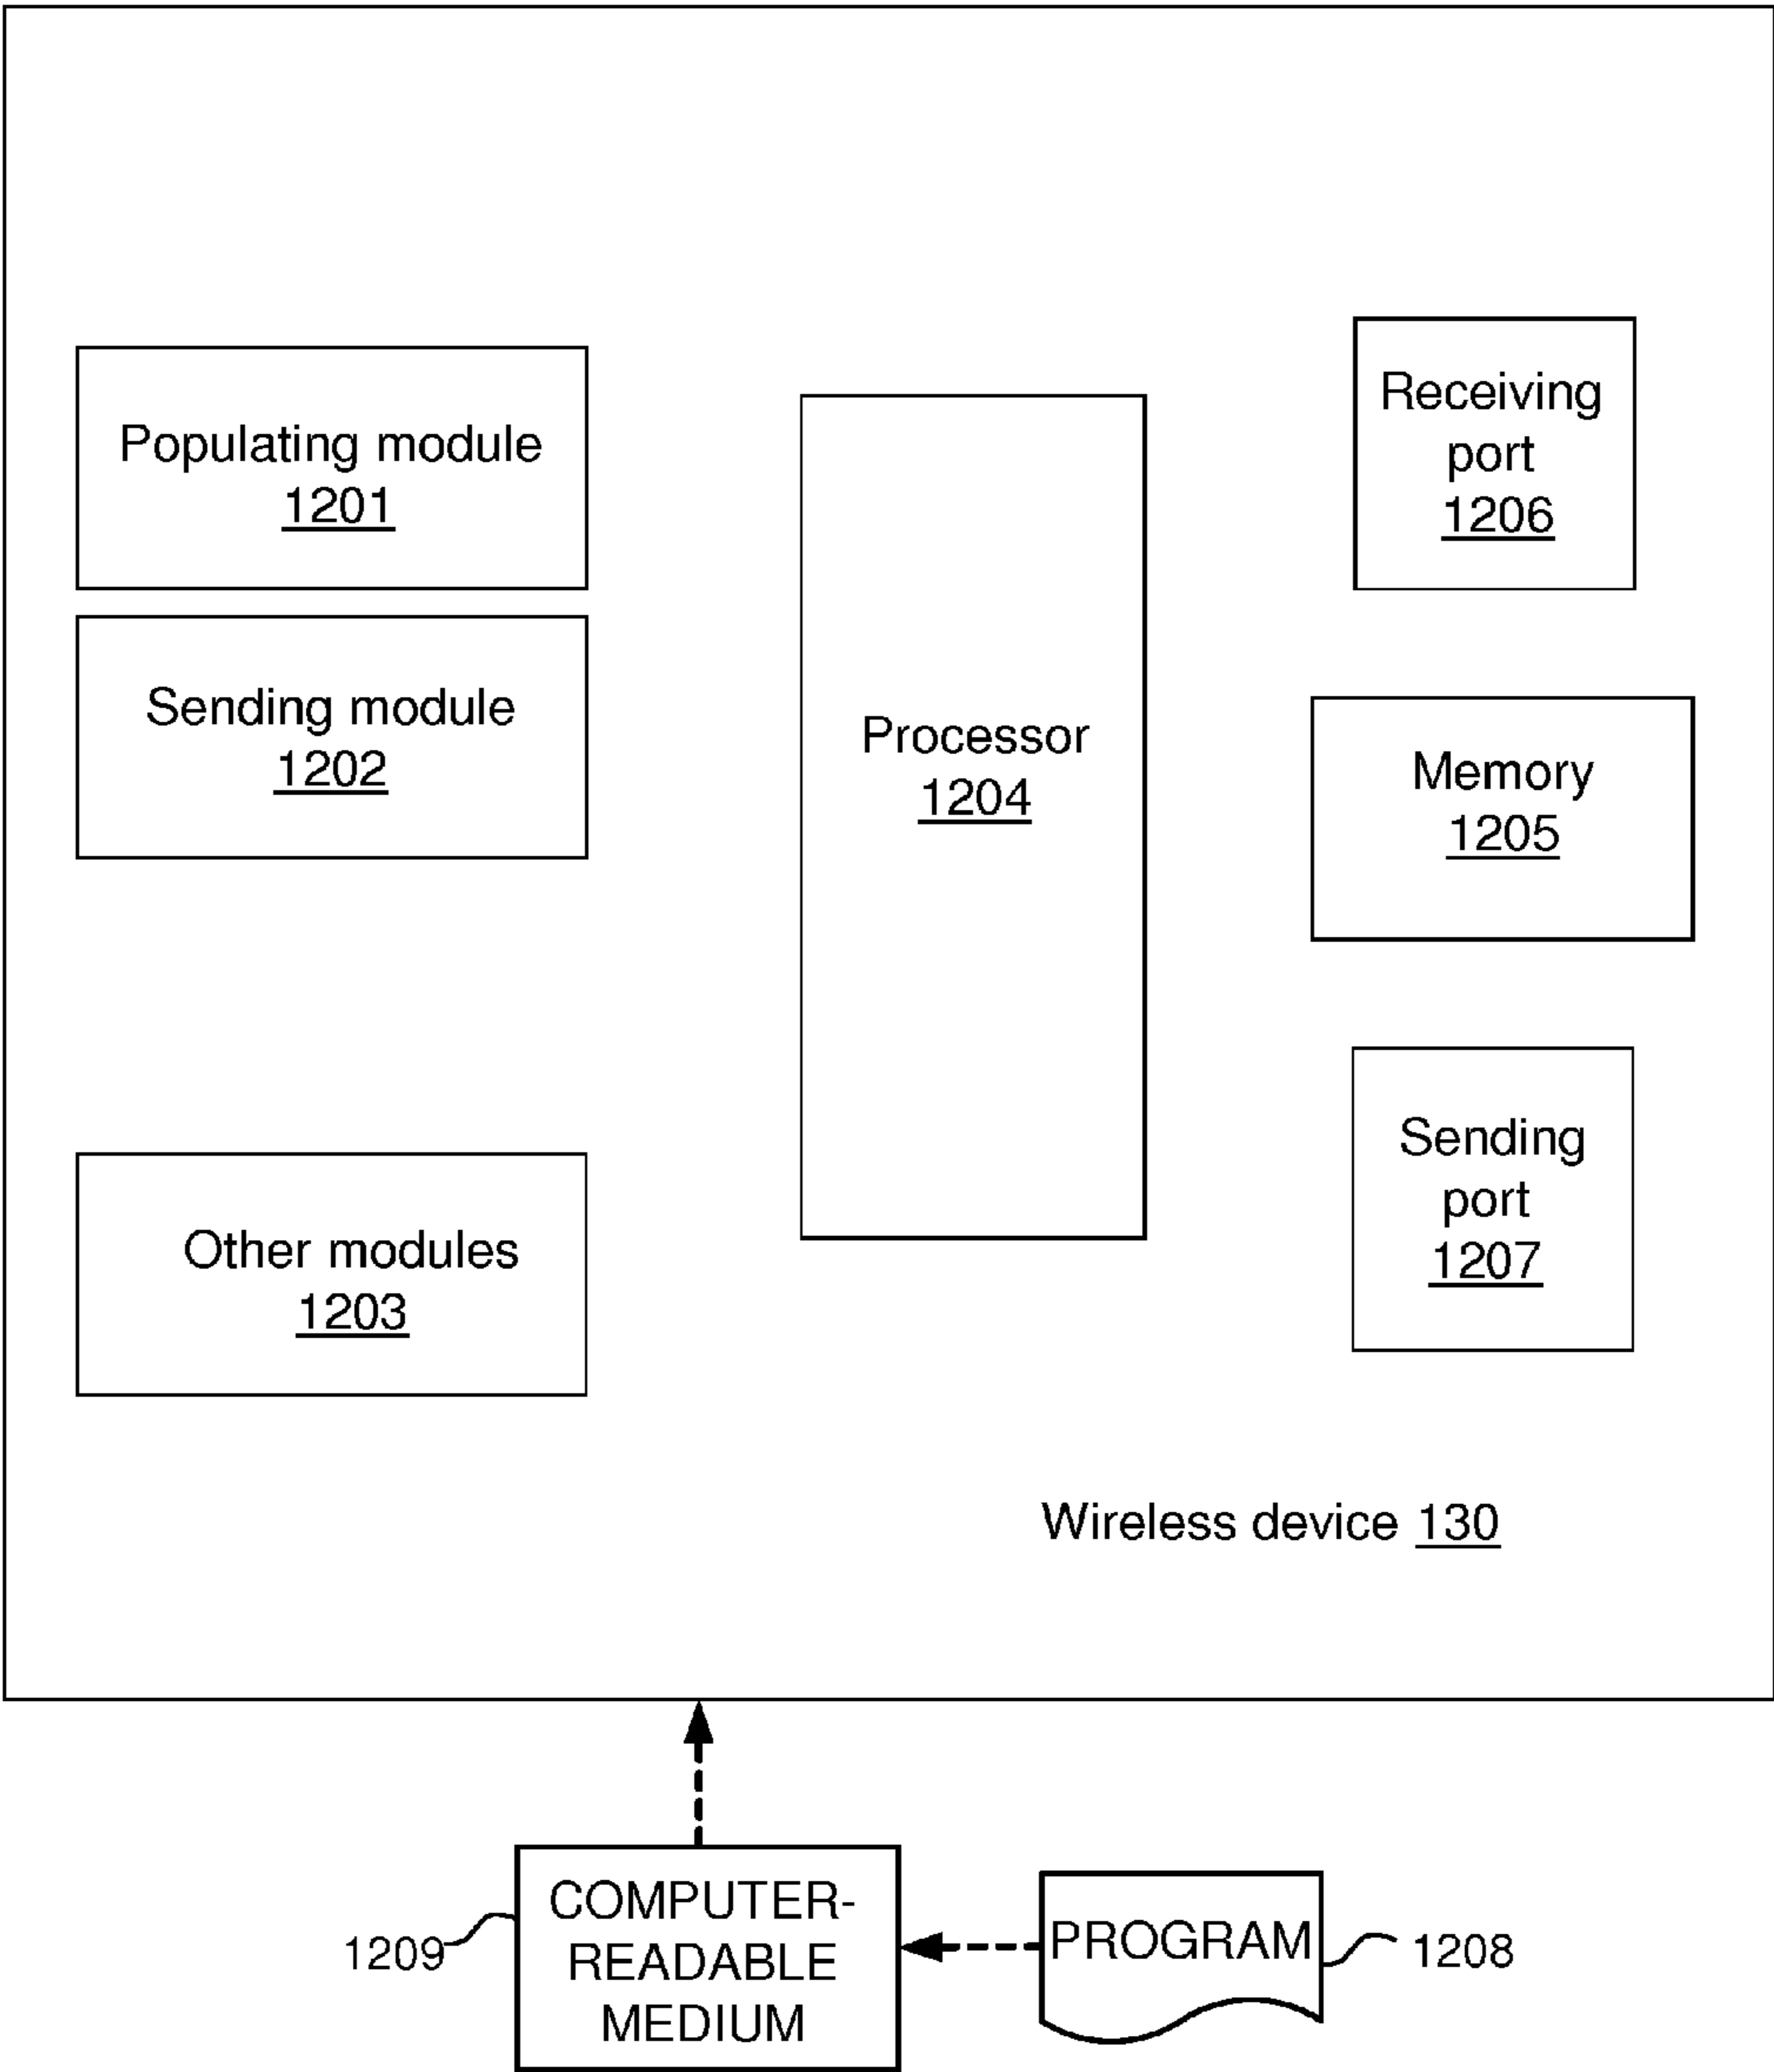 Populating module
1201
Sending module
1202
Other modules
1203
Processor
1204
Receiving
port
1206
Memory
1205
Sending
port
1207
Wireless device 130
COMPUTER-
READABLE
MEDIUM
1209
PROGRAM
1208